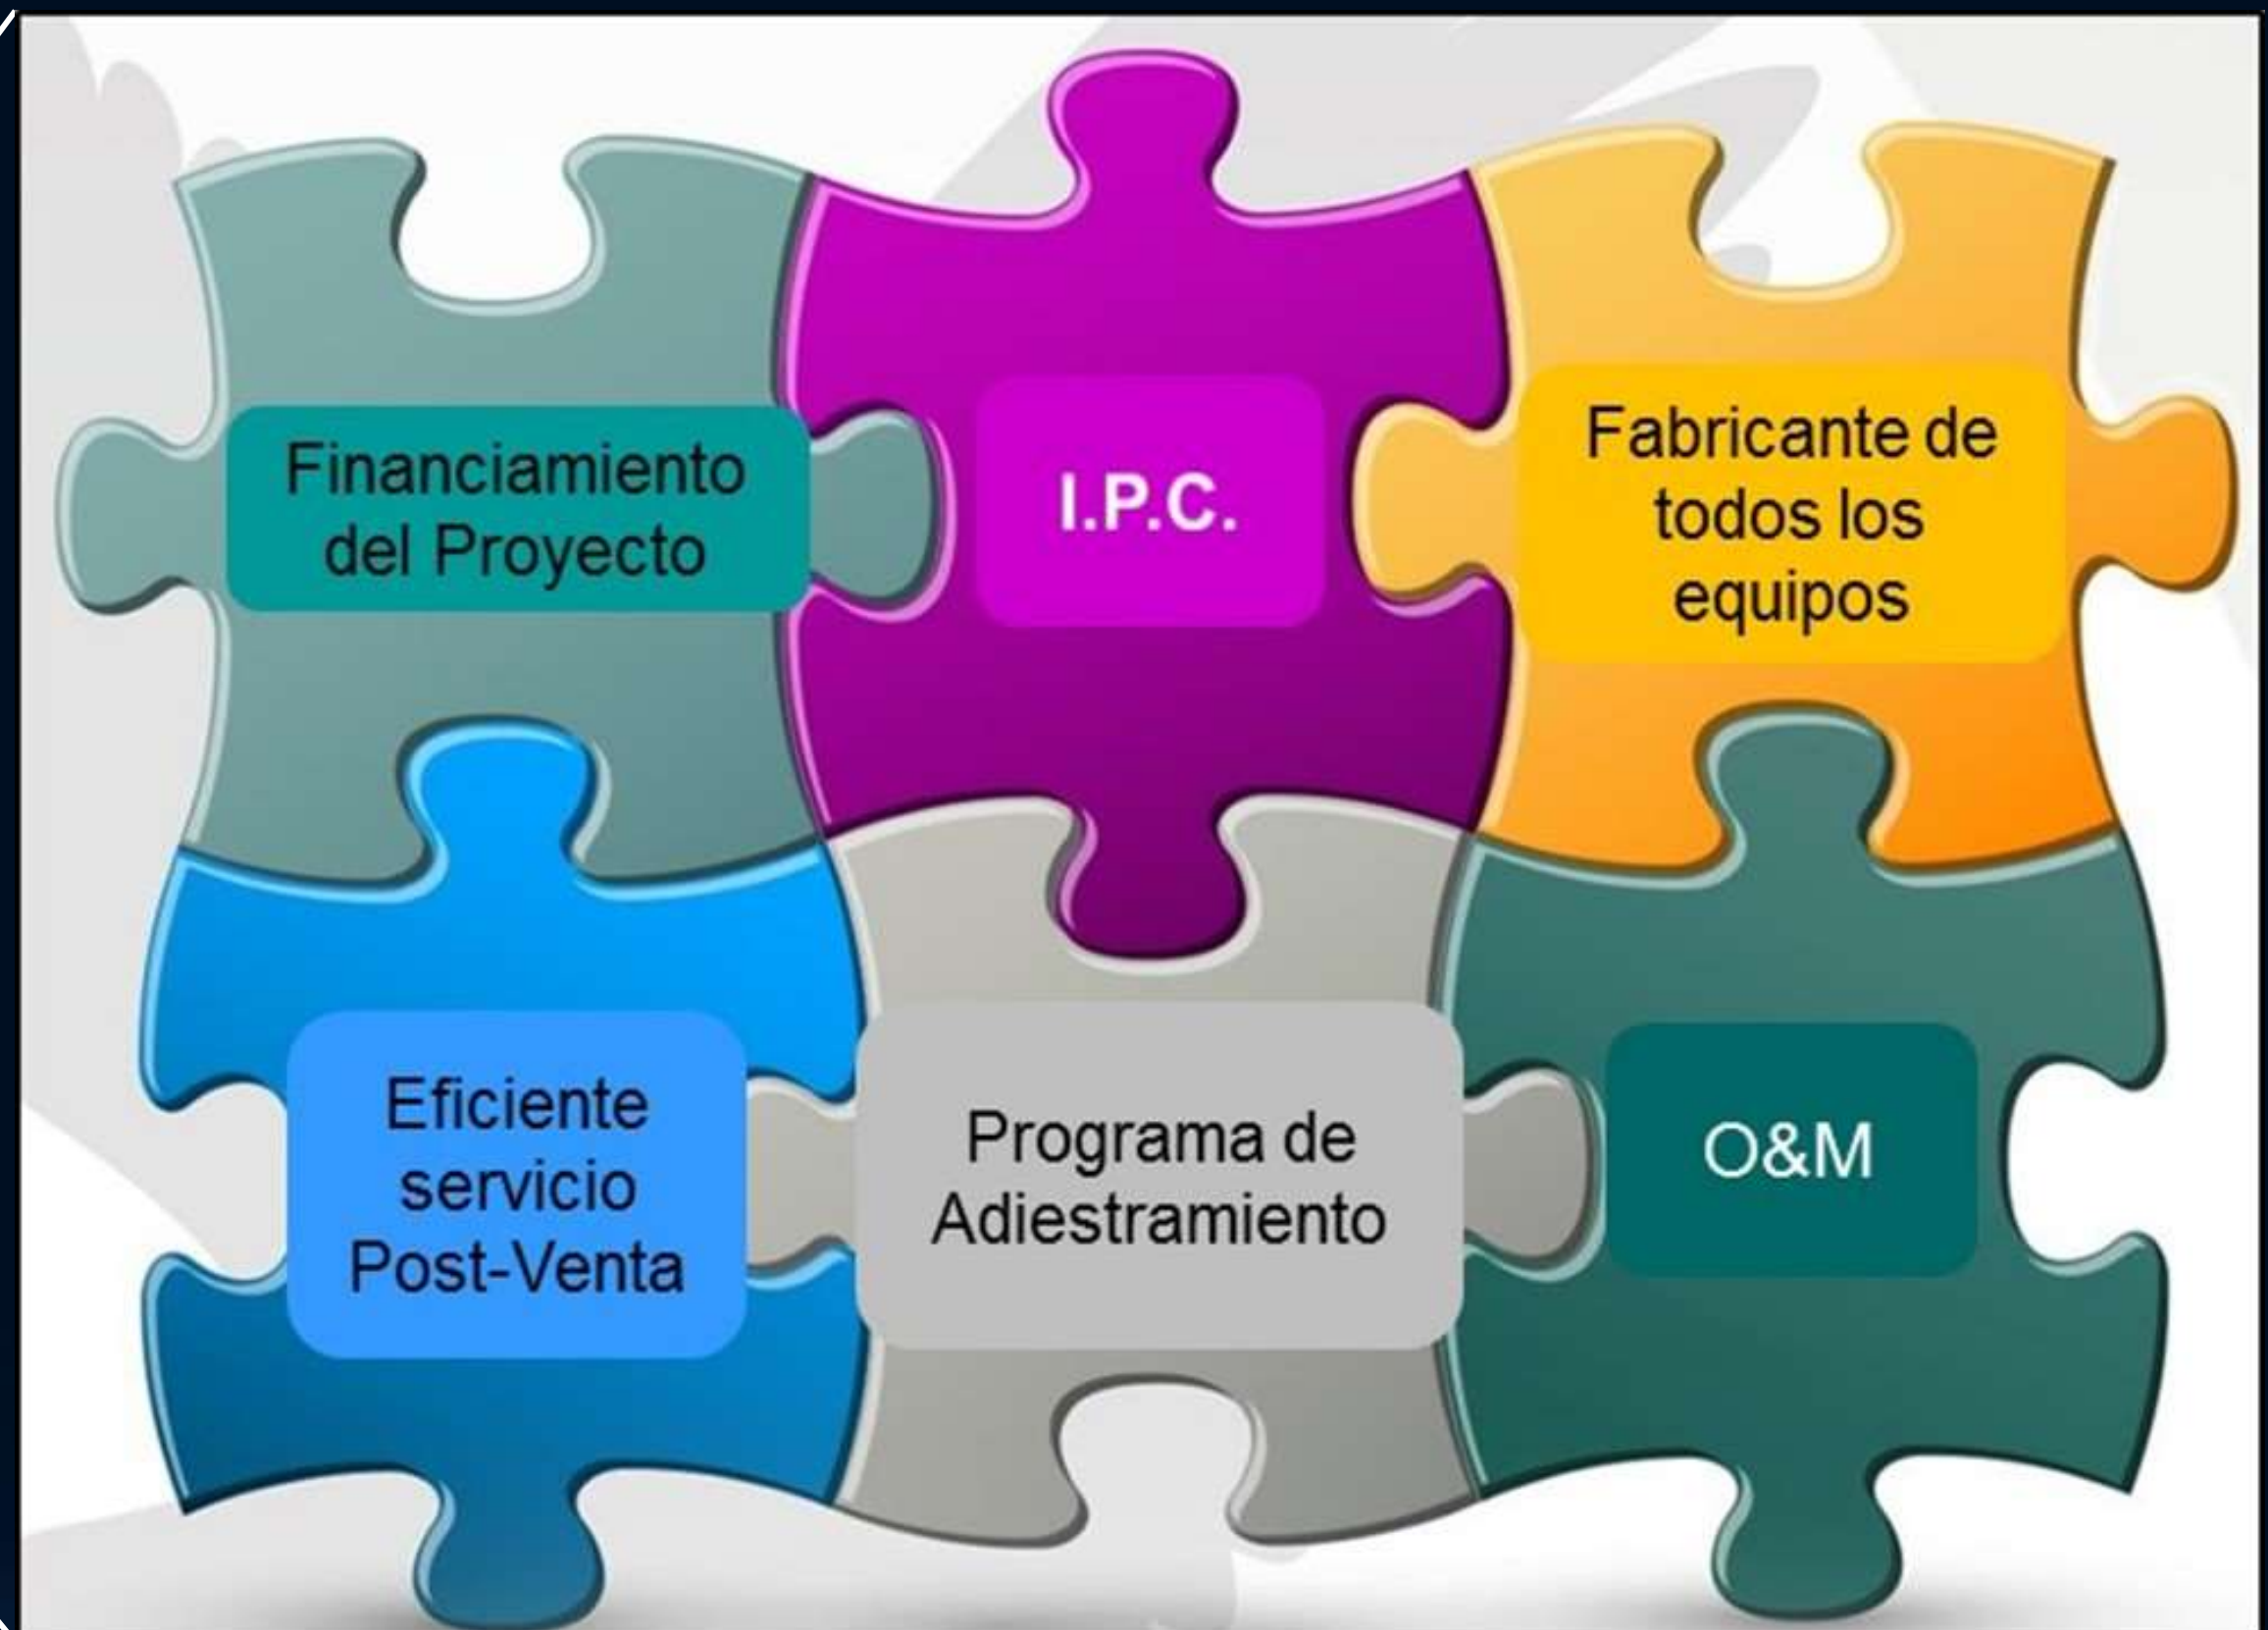 Financiamiento
del Proyecto
I.P.C.
Fabricante de
todos los
equipos
Eficiente
servicio
Post-Venta
Programa de
Adiestramiento
O&M